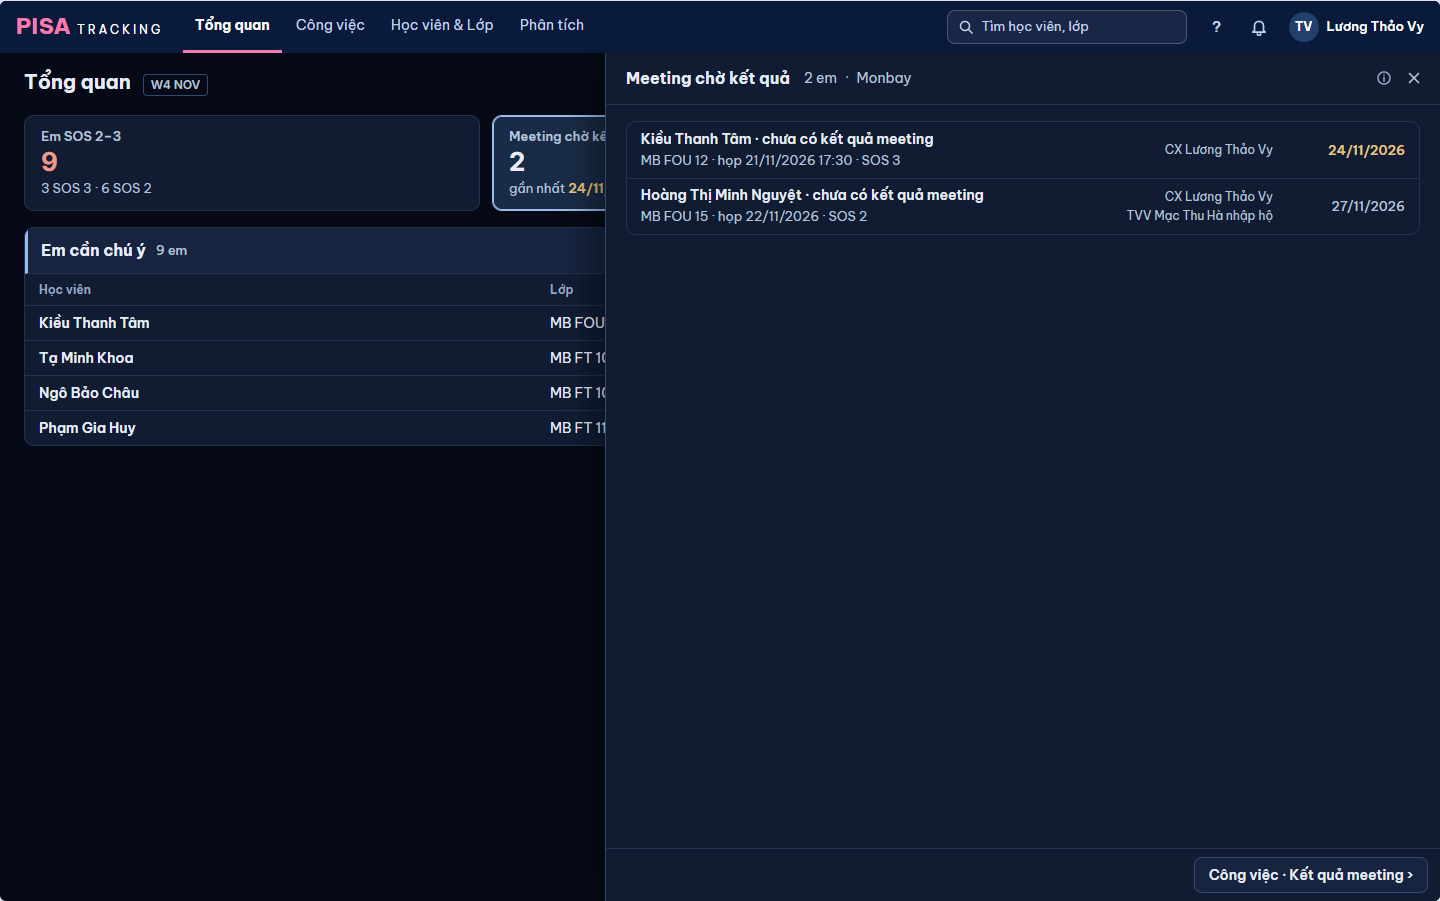 PISA TRACKING
Tổng quan Công việc Học viên & Lớp Phân tích
Tìm học viên, lớp
?
TV Lương Thảo Vy
Tổng quan W4 NOV
Em SOS 2–3
9
3 SOS 3 · 6 SOS 2
Meeting chờ kế
2
gần nhất 24/11
Em cần chú ý 9 em
Học viên Lớp
Kiều Thanh Tâm MB FOU
Tạ Minh Khoa MB FT 10
Ngô Bảo Châu MB FT 10
Phạm Gia Huy MB FT 11
Meeting chờ kết quả 2 em · Monbay
Kiều Thanh Tâm · chưa có kết quả meeting
MB FOU 12 · họp 21/11/2026 17:30 · SOS 3
CX Lương Thảo Vy
24/11/2026
Hoàng Thị Minh Nguyệt · chưa có kết quả meeting
MB FOU 15 · họp 22/11/2026 · SOS 2
CX Lương Thảo Vy
TVV Mạc Thu Hà nhập hộ
27/11/2026
Công việc · Kết quả meeting ›